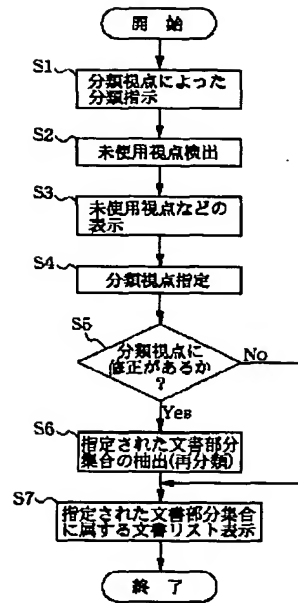 開 始
S1
分類視点によった
分類指示
S2
未使用視点検出
S3
未使用視点などの
表示
S4
分類視点指定
S5
分類視点に
修正があるか
?
No
Yes
S6
指定された文書部分
集合の抽出(再分類)
S7
指定された文書部分集合
に属する文書リスト表示
終 了